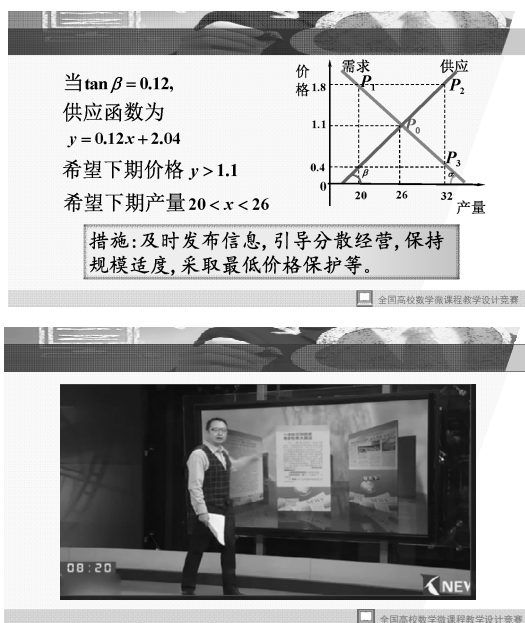 当tan β = 0.12,
供应函数为
y = 0.12x + 2.04
希望下期价格 y > 1.1
希望下期产量 20 < x < 26
价格
需求
供应
1.8
P₁
P₂
1.1
P₀
0.4
P₃
β
α
0
20
26
32
产量
措施:及时发布信息,引导分散经营,保持
规模适度,采取最低价格保护等。
全国高校数学微课程教学设计竞赛
08:20
NEW
全国高校数学微课程教学设计竞赛